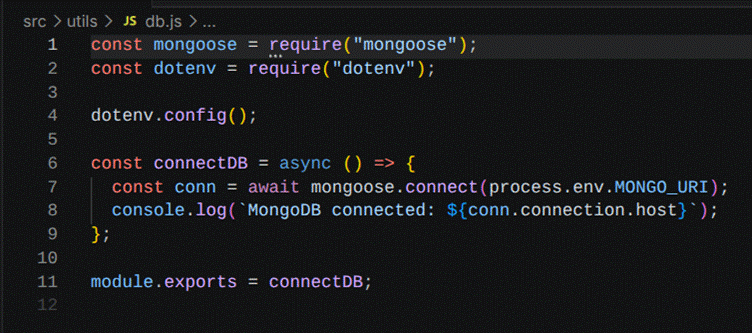 src > utils > JS db.js > ...
1 const mongoose = require("mongoose");
2 const dotenv = require("dotenv");
3
4 dotenv.config();
5
6 const connectDB = async () => {
7   const conn = await mongoose.connect(process.env.MONGO_URI);
8   console.log(`MongoDB connected: ${conn.connection.host}`);
9 };
10
11 module.exports = connectDB;
12